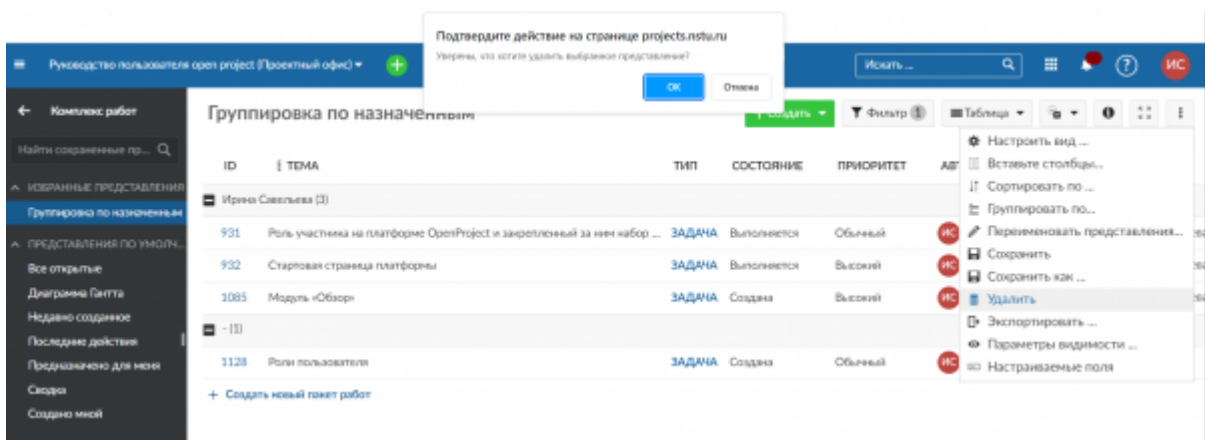 Подтвердите действие на странице projects.nstu.ru
Уверены, что хотите удалить выбранное представление?
OK
Отмена
Руководство пользователя open project (Проектный офис)
Искать ...
?
ИС
Комплекс работ
Найти сохраненные пр...
ИЗБРАННЫЕ ПРЕДСТАВЛЕНИЯ
Группировка по назначенным
ПРЕДСТАВЛЕНИЯ ПО УМОЛЧ...
Все открытые
Диаграмма Гантта
Недавно созданное
Последние действия
Предназначено для меня
Сводка
Создано мной
Группировка по назначенным
+ Создать
Фильтр 1
Таблица
ID ТЕМА ТИП СОСТОЯНИЕ ПРИОРИТЕТ АВТ
Ирина Савельева (3)
931 Роль участника на платформе OpenProject и закрепленный за ним набор ... ЗАДАЧА Выполняется Обычный ИС
932 Стартовая страница платформы ЗАДАЧА Выполняется Высокий ИС
1085 Модуль «Обзор» ЗАДАЧА Создана Высокий ИС
- (1)
1128 Роли пользователя ЗАДАЧА Создана Обычный ИС
+ Создать новый пакет работ
Настроить вид ...
Вставьте столбцы...
Сортировать по ...
Группировать по...
Переименовать представления...
Сохранить
Сохранить как ...
Удалить
Экспортировать ...
Параметры видимости ...
Настраиваемые поля